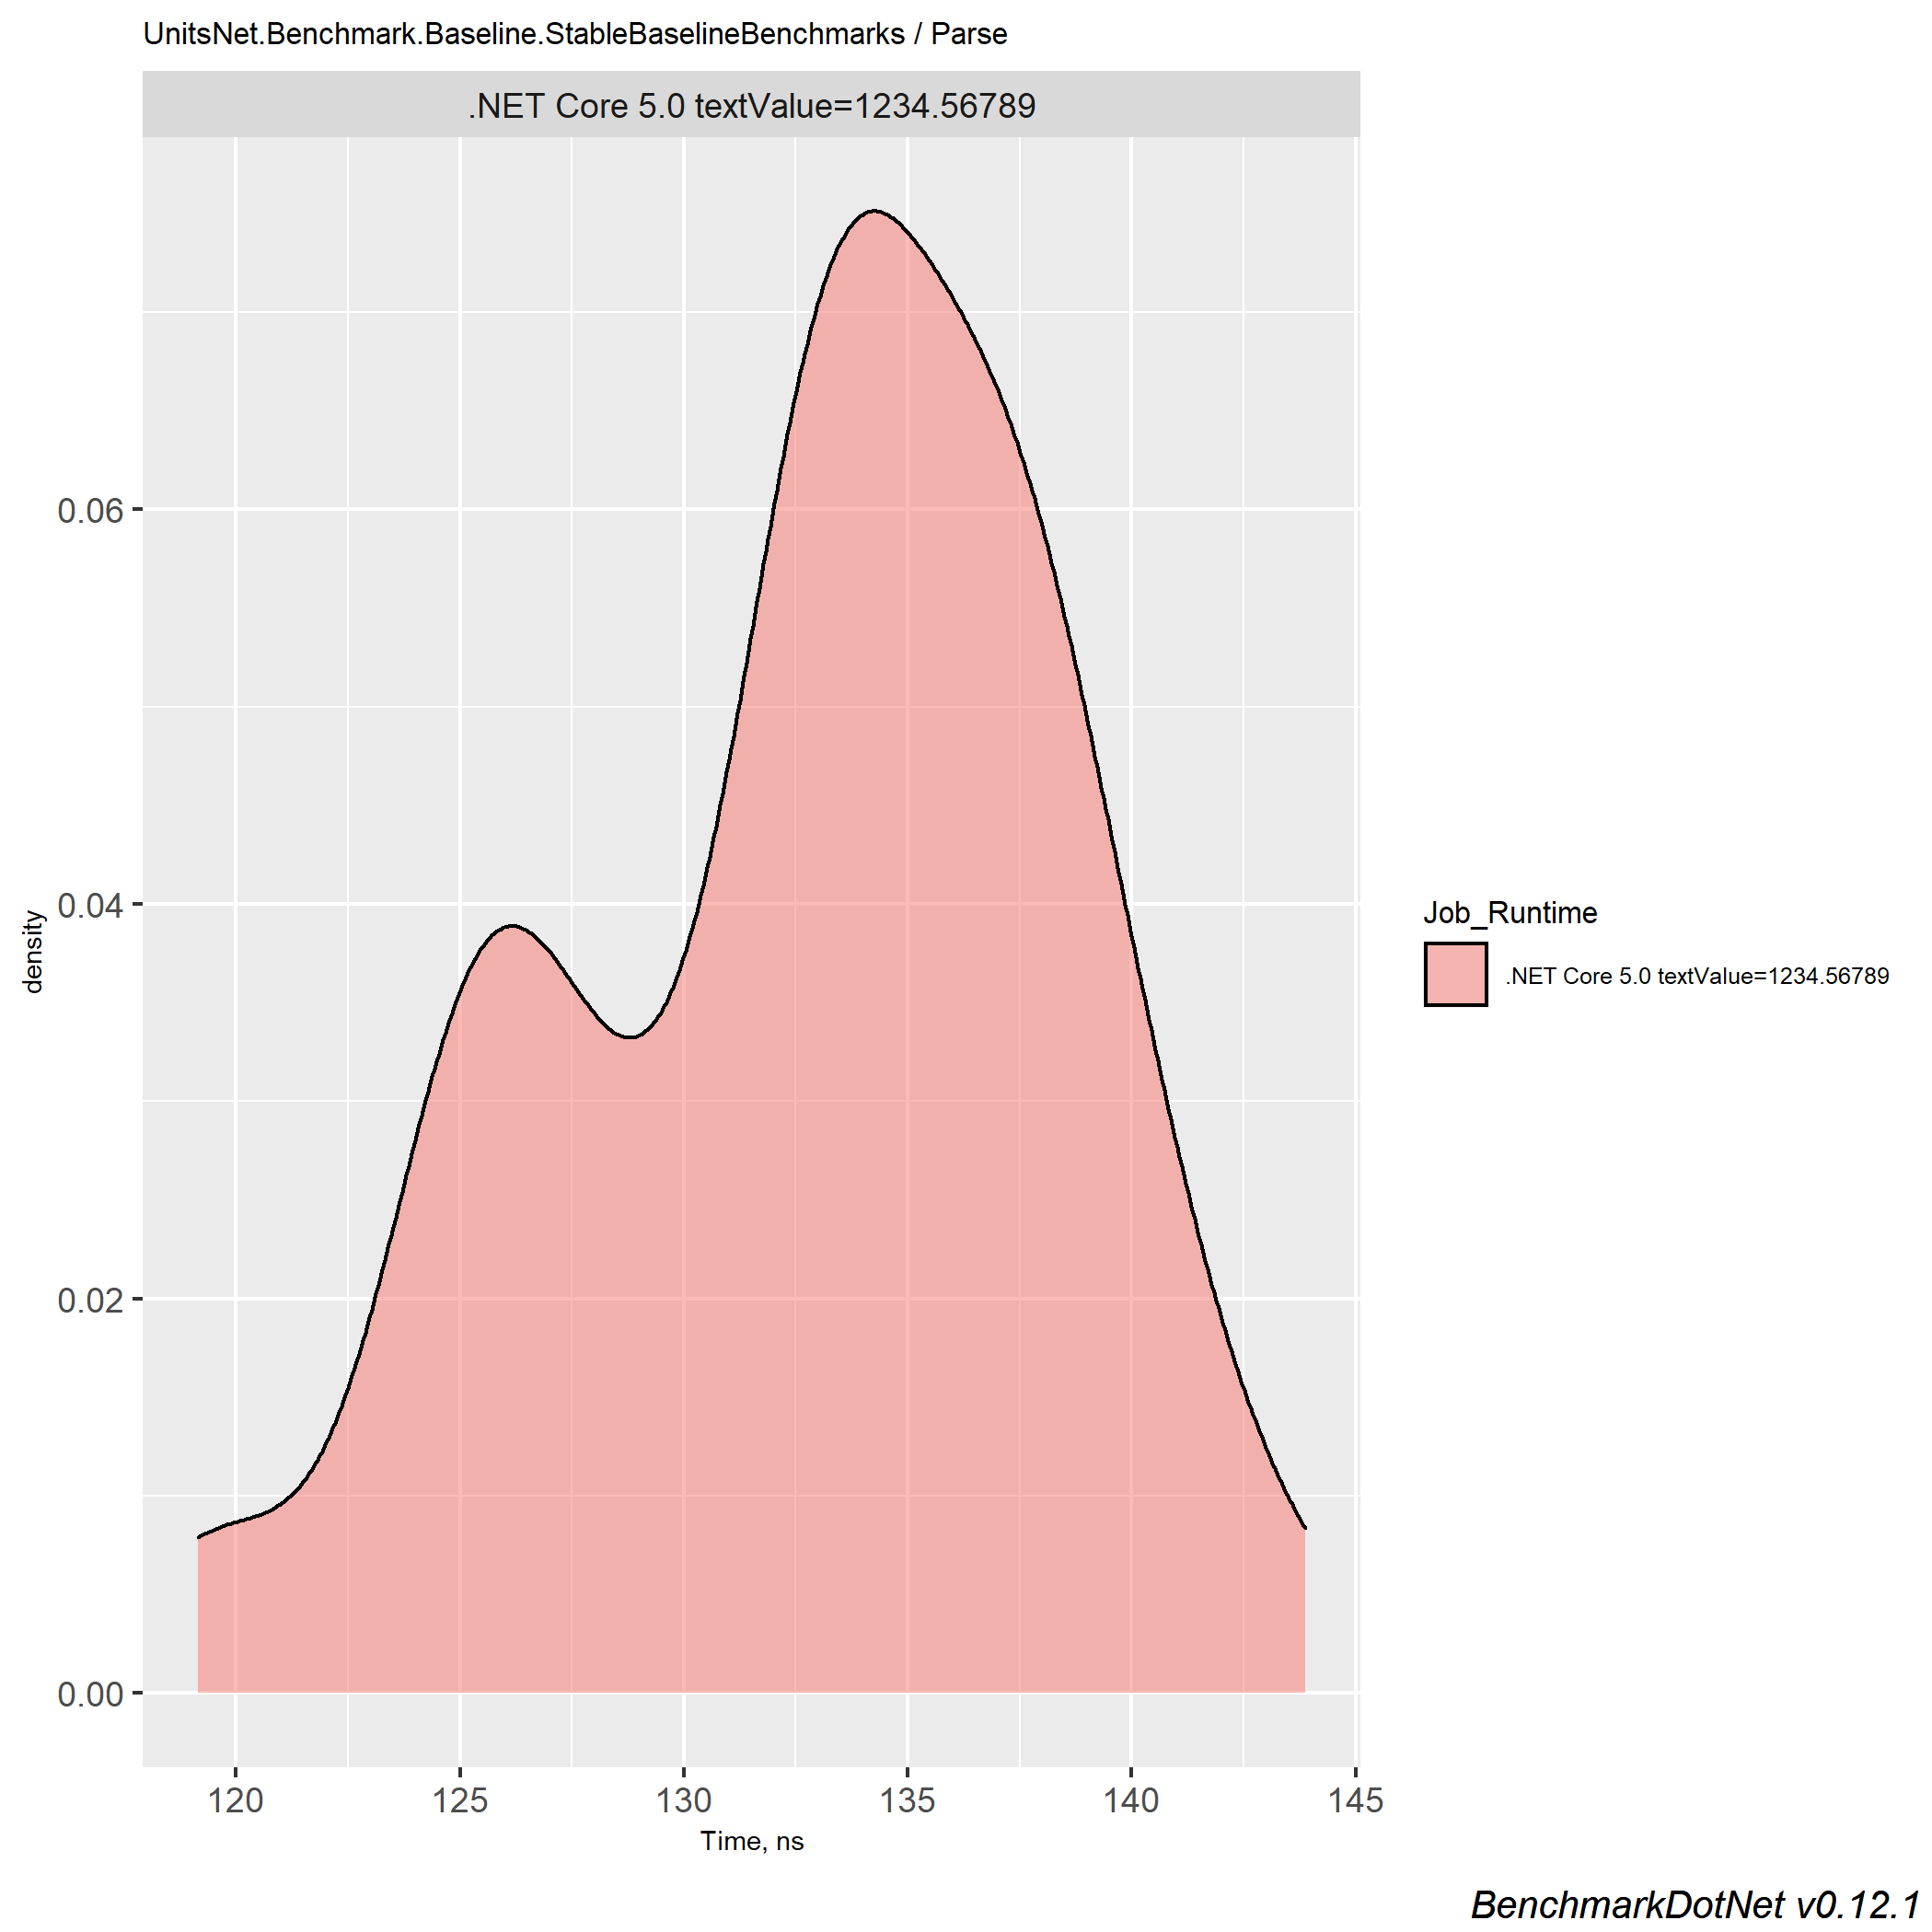 UnitsNet.Benchmark.Baseline.StableBaselineBenchmarks / Parse
.NET Core 5.0 textValue=1234.56789
0.06
0.04
0.02
0.00
density
120 125 130 135 140 145
Time, ns
Job_Runtime
.NET Core 5.0 textValue=1234.56789
BenchmarkDotNet v0.12.1